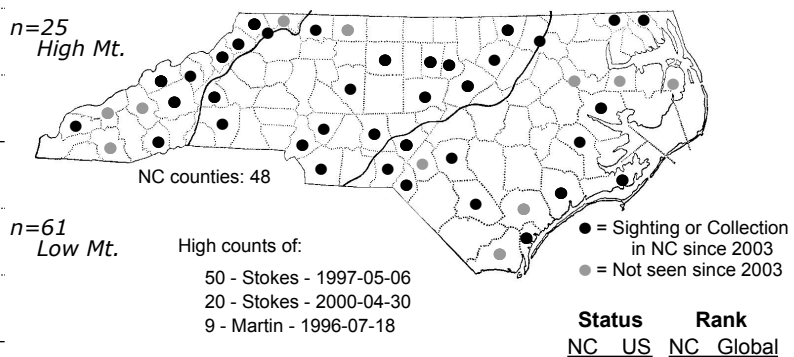 n=25
High Mt.
NC counties: 48
n=61
Low Mt.
High counts of:
50 - Stokes - 1997-05-06
20 - Stokes - 2000-04-30
9 - Martin - 1996-07-18
● = Sighting or Collection
in NC since 2003
● = Not seen since 2003
Status Rank
NC US NC Global